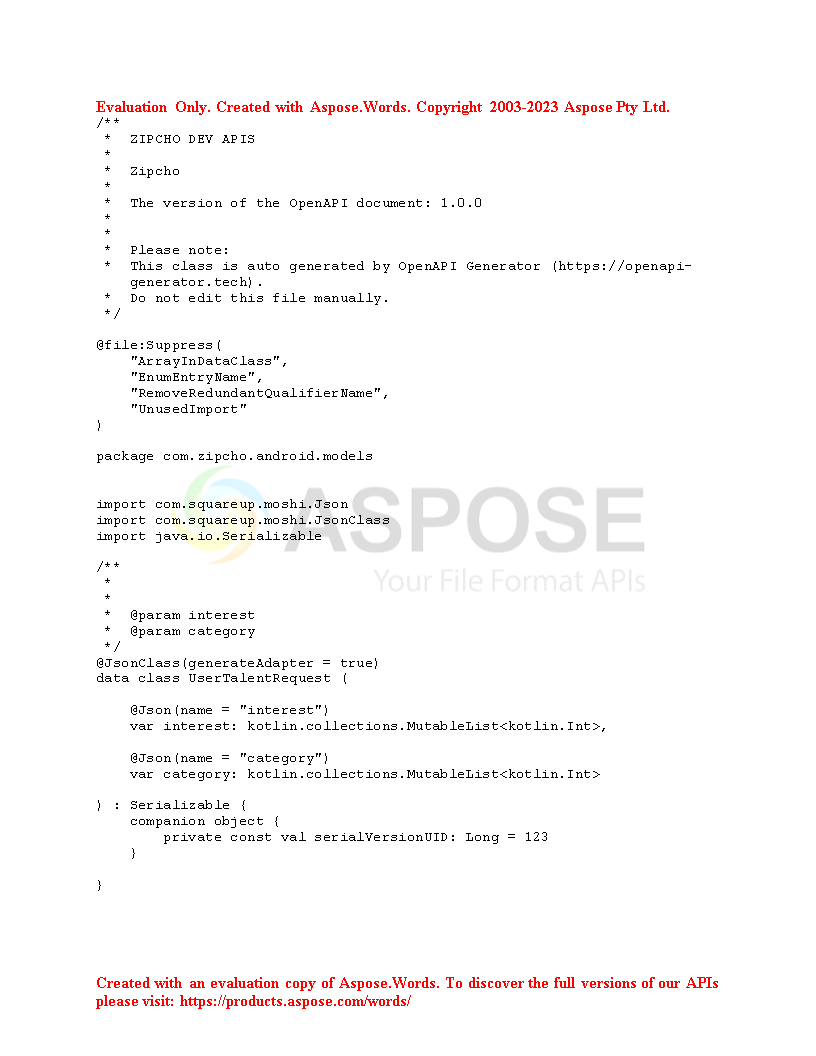 Evaluation Only. Created with Aspose.Words. Copyright 2003-2023 Aspose Pty Ltd.
/**
 *  ZIPCHO DEV APIS
 *
 *  Zipcho
 *
 *  The version of the OpenAPI document: 1.0.0
 *
 *
 *  Please note:
 *  This class is auto generated by OpenAPI Generator (https://openapi-
    generator.tech).
 *  Do not edit this file manually.
 */
@file:Suppress(
    "ArrayInDataClass",
    "EnumEntryName",
    "RemoveRedundantQualifierName",
    "UnusedImport"
)
package com.zipcho.android.models
import com.squareup.moshi.Json
import com.squareup.moshi.JsonClass
import java.io.Serializable
ASPOSE
Your File Format APIs
/**
 *
 *
 *  @param interest
 *  @param category
 */
@JsonClass(generateAdapter = true)
data class UserTalentRequest (
    @Json(name = "interest")
    var interest: kotlin.collections.MutableList<kotlin.Int>,
    @Json(name = "category")
    var category: kotlin.collections.MutableList<kotlin.Int>
) : Serializable {
    companion object {
        private const val serialVersionUID: Long = 123
    }
}
Created with an evaluation copy of Aspose.Words. To discover the full versions of our APIs
please visit: https://products.aspose.com/words/